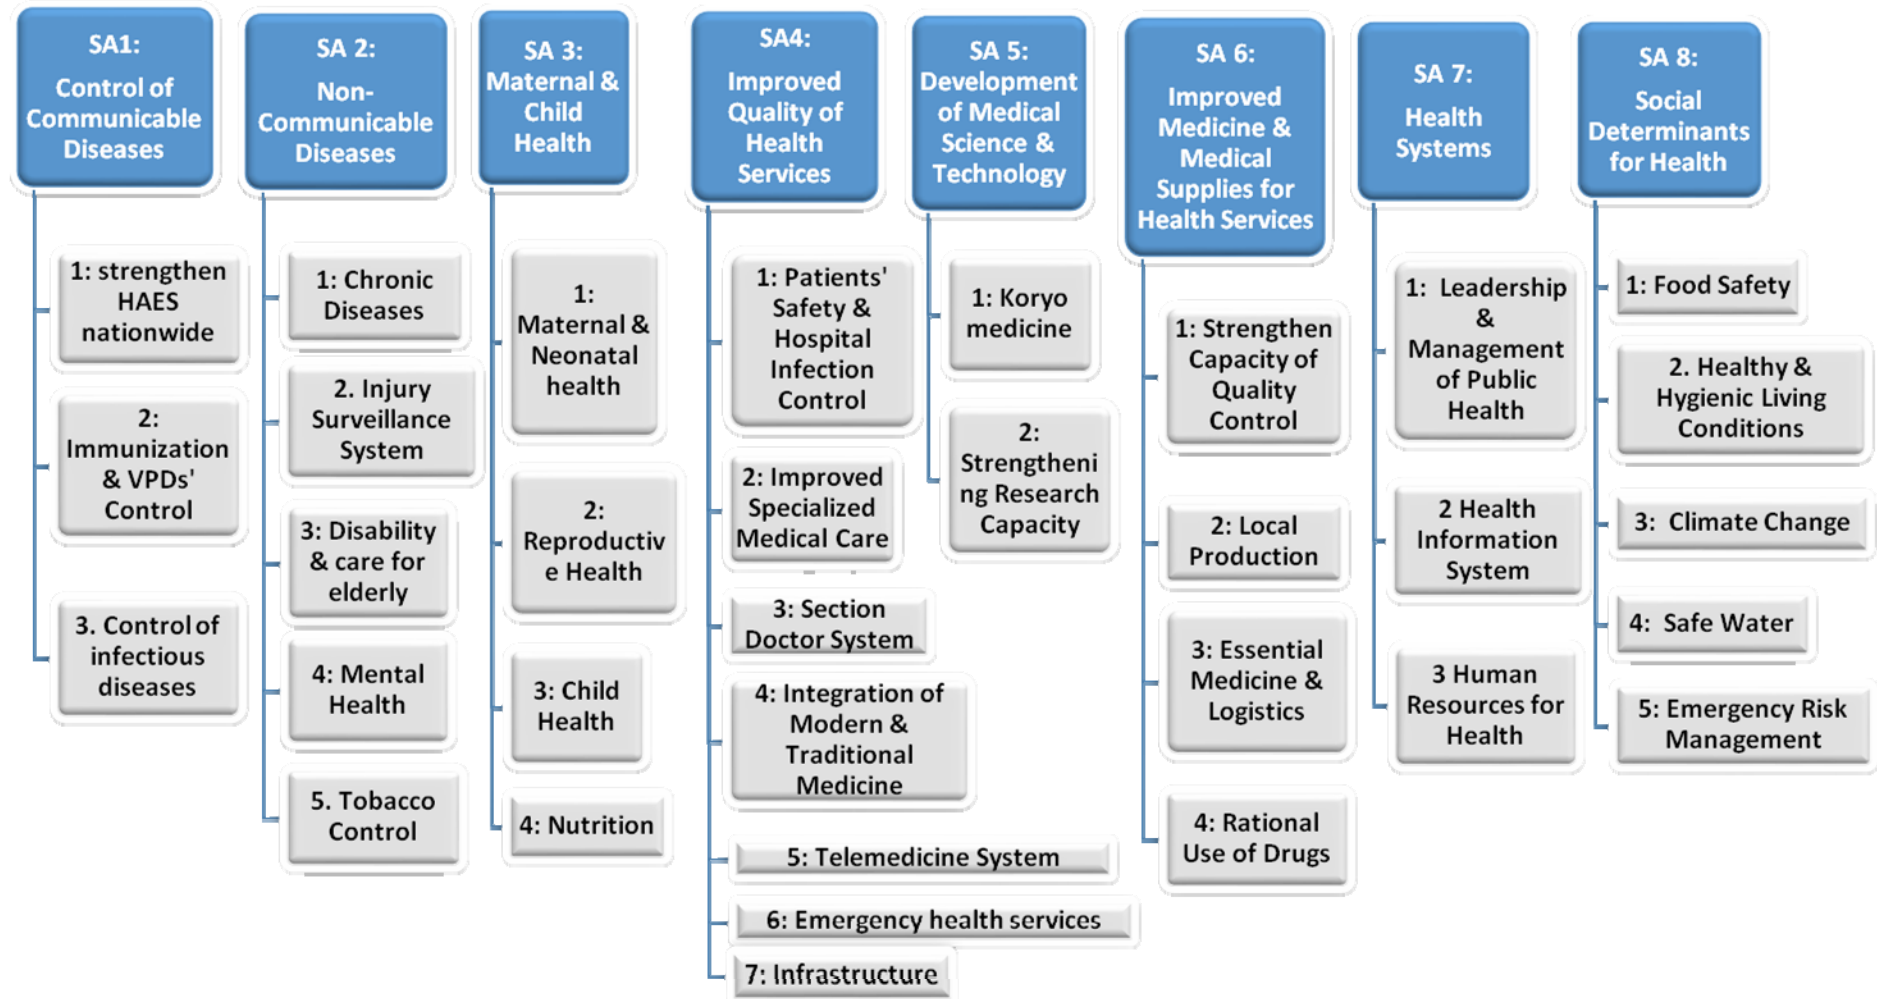 SA1:
Control of
Communicable
Diseases
1: strengthen
HAES
nationwide
2:
Immunization
& VPDs'
Control
3. Control of
infectious
diseases
SA 2:
Non-
Communicable
Diseases
1: Chronic
Diseases
2. Injury
Surveillance
System
3: Disability
& care for
elderly
4: Mental
Health
5. Tobacco
Control
SA 3:
Maternal &
Child
Health
1:
Maternal &
Neonatal
health
2:
Reproductiv
e Health
3: Child
Health
4: Nutrition
SA4:
Improved
Quality of
Health
Services
1: Patients'
Safety &
Hospital
Infection
Control
2: Improved
Specialized
Medical Care
3: Section
Doctor System
4: Integration of
Modern &
Traditional
Medicine
5: Telemedicine System
6: Emergency health services
7: Infrastructure
SA 5:
Development
of Medical
Science &
Technology
1: Koryo
medicine
2:
Strengtheni
ng Research
Capacity
SA 6:
Improved
Medicine &
Medical
Supplies for
Health Services
1: Strengthen
Capacity of
Quality
Control
2: Local
Production
3: Essential
Medicine &
Logistics
4: Rational
Use of Drugs
SA 7:
Health
Systems
1: Leadership
&
Management
of Public
Health
2 Health
Information
System
3 Human
Resources for
Health
SA 8:
Social
Determinants
for Health
1: Food Safety
2. Healthy &
Hygienic Living
Conditions
3: Climate Change
4: Safe Water
5: Emergency Risk
Management